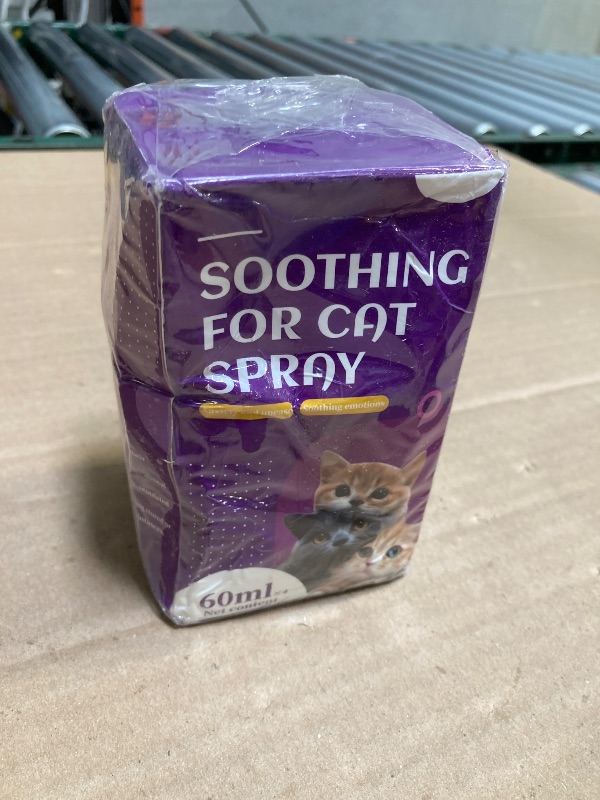 SOOTHING
FOR CAT
SPRAY
Soothing emotions
60ml
Net content